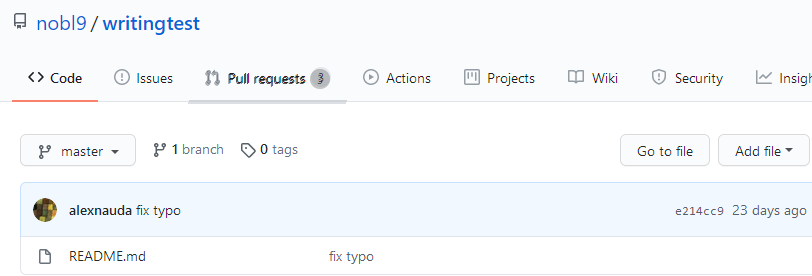 nobl9 / writingtest
Code Issues Pull requests 3 Actions Projects Wiki Security Insigh
master 1 branch 0 tags Go to file Add file
alexnauda fix typo e214cc9 23 days ago
README.md fix typo